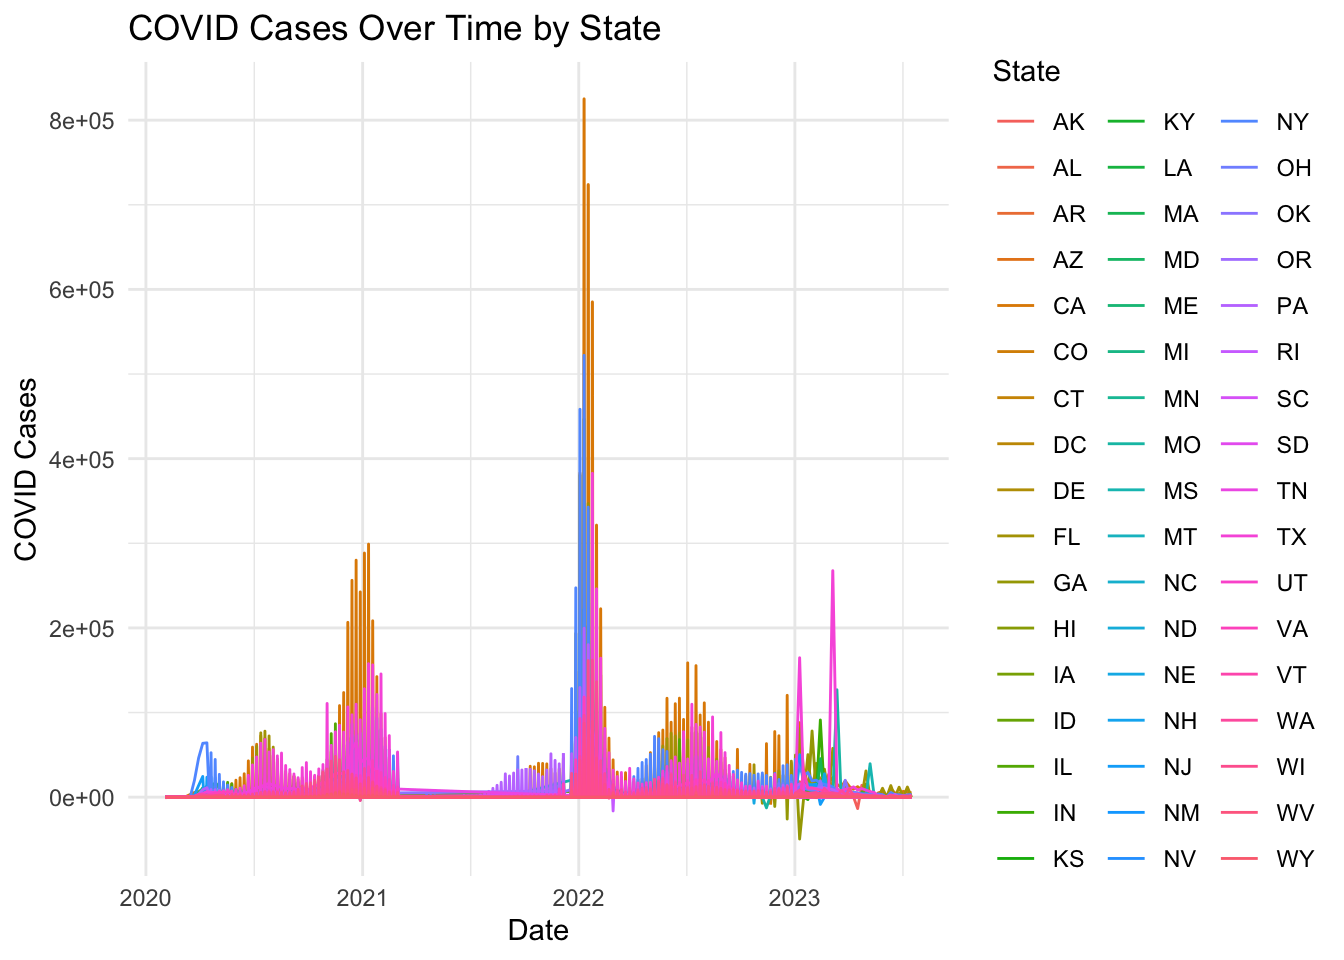 COVID Cases Over Time by State
8e+05
6e+05
4e+05
2e+05
0e+00
COVID Cases
2020 2021 2022 2023
Date
State
AK KY NY
AL LA OH
AR MA OK
AZ MD OR
CA ME PA
CO MI RI
CT MN SC
DC MO SD
DE MS TN
FL MT TX
GA NC UT
HI ND VA
IA NE VT
ID NH WA
IL NJ WI
IN NM WV
KS NV WY